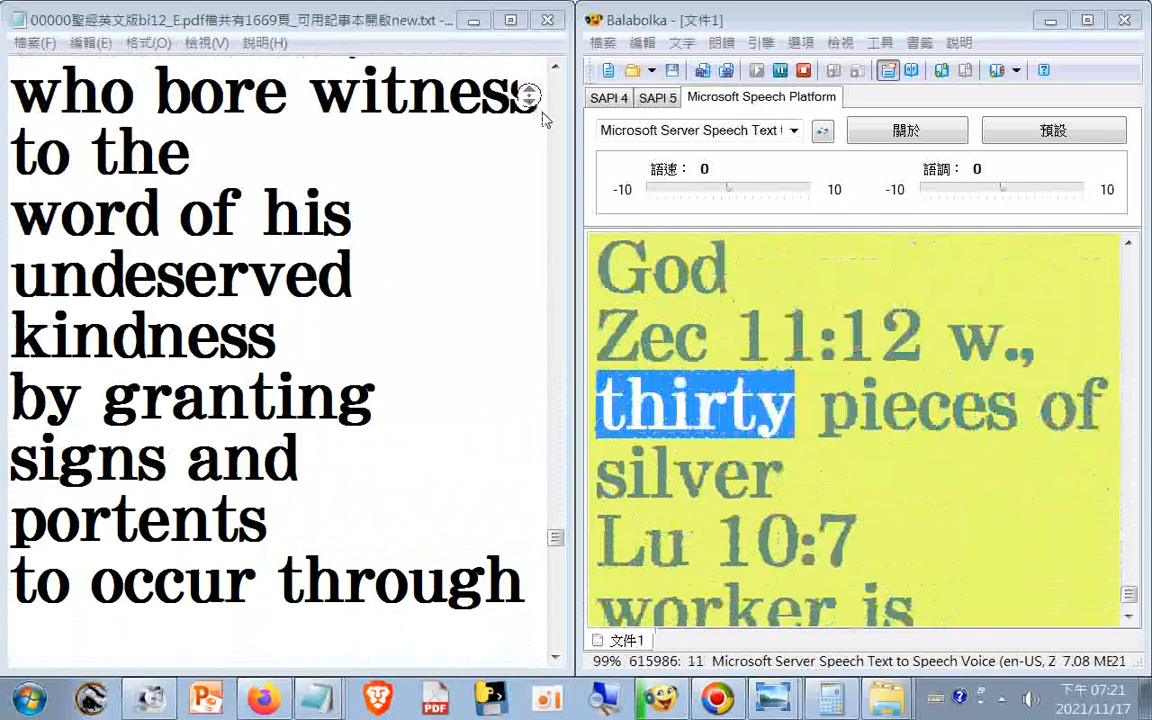 00000聖經英文版bi12_E.pdf檔共有1669頁_可用記事本開啟new.txt -...
檔案(F) 編輯(E) 格式(O) 檢視(V) 說明(H)
who bore witness
to the
word of his
undeserved
kindness
by granting
signs and
portents
to occur through
Balabolka - [文件1]
檔案 編輯 文字 朗讀 引擎 選項 檢視 工具 書籤 說明
SAPI 4 SAPI 5 Microsoft Speech Platform
Microsoft Server Speech Text t 關於 預設
語速： 0 語調： 0
-10 10 -10 10
God
Zec 11:12 w.,
thirty pieces of
silver
Lu 10:7
worker is
文件1
99% 615986: 11 Microsoft Server Speech Text to Speech Voice (en-US, Z 7.08 ME21
PDF
下午 07:21
2021/11/17